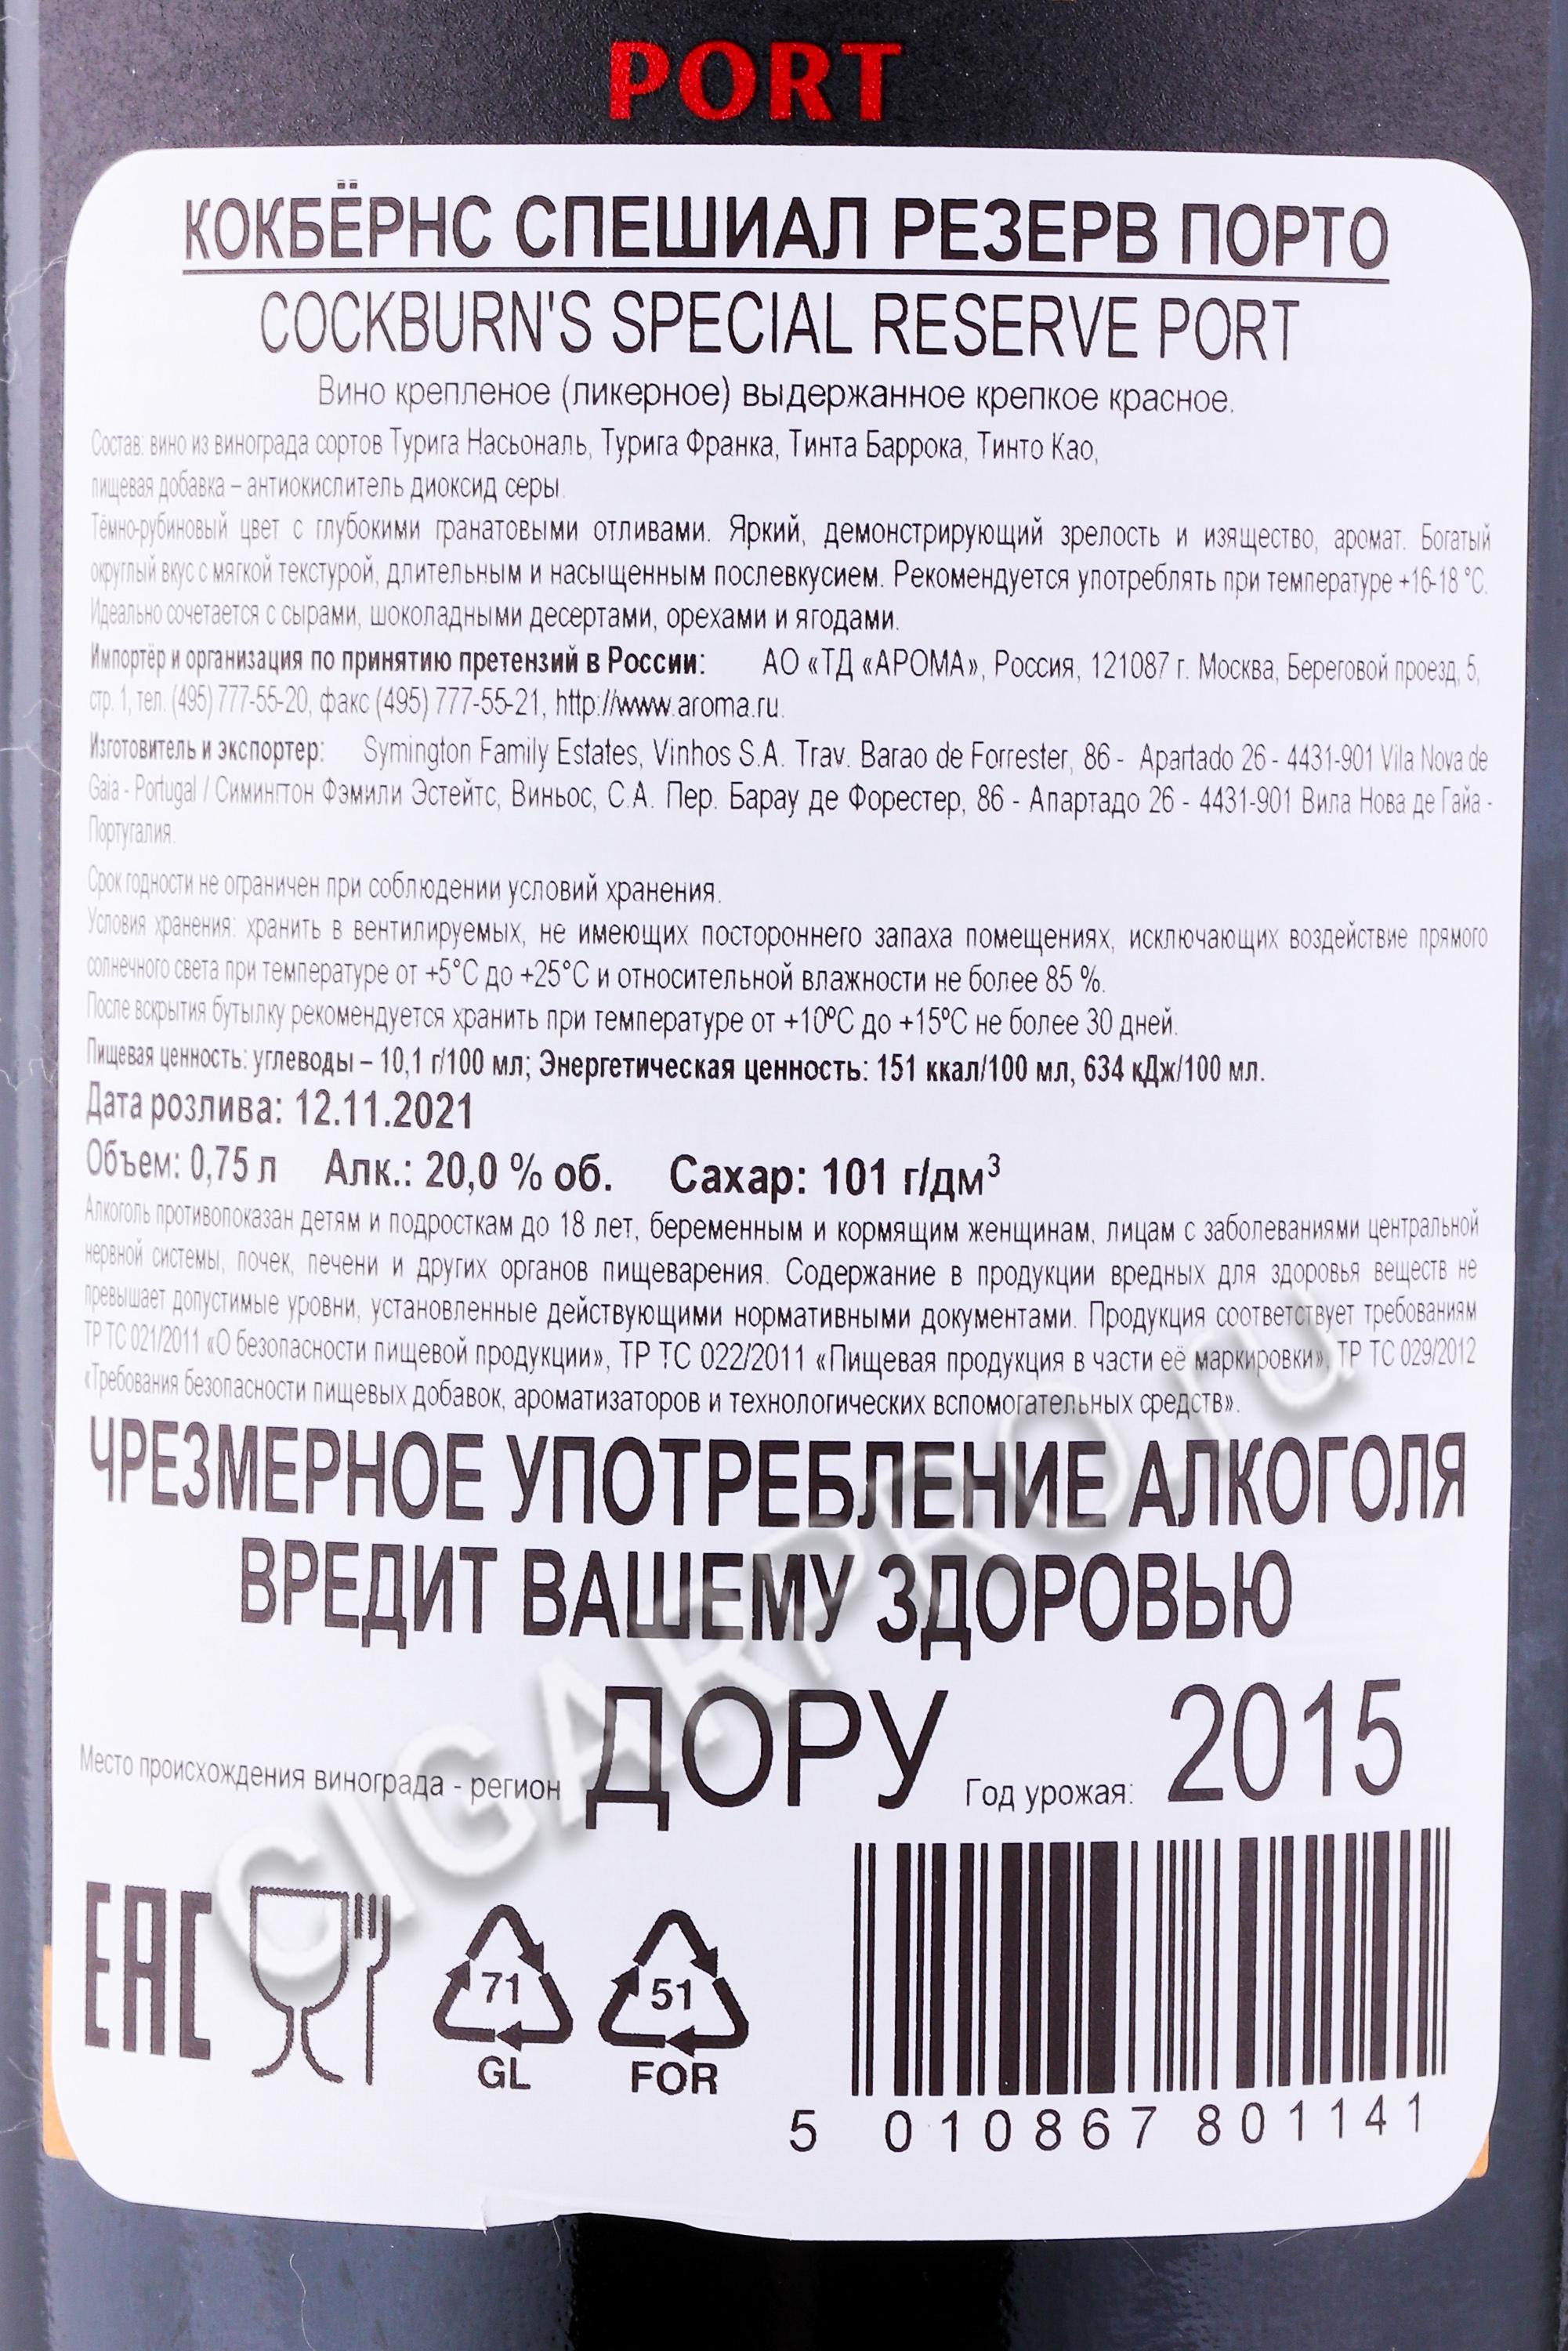 PORT
КОКБЁРНС СПЕШИАЛ РЕЗЕРВ ПОРТО
COCKBURN'S SPECIAL RESERVE PORT
Вино крепленое (ликерное) выдержанное крепкое красное.
Состав: вино из винограда сортов Турига Насьональ, Турига Франка, Тинта Баррока, Тинто Као,
пищевая добавка – антиокислитель диоксид серы.
Тёмно-рубиновый цвет с глубокими гранатовыми отливами. Яркий, демонстрирующий зрелость и изящество, аромат. Богатый
округлый вкус с мягкой текстурой, длительным и насыщенным послевкусием. Рекомендуется употреблять при температуре +16-18 °С.
Идеально сочетается с сырами, шоколадными десертами, орехами и ягодами.
Импортёр и организация по принятию претензий в России: АО «ТД «АРОМА», Россия, 121087 г. Москва, Береговой проезд, 5,
стр. 1, тел. (495) 777-55-20, факс (495) 777-55-21, http://www.aroma.ru.
Изготовитель и экспортер: Symington Family Estates, Vinhos S.A. Trav. Barao de Forrester, 86 - Apartado 26 - 4431-901 Vila Nova de
Gaia - Portugal / Симингтон Фэмили Эстейтс, Виньос, С.А. Пер. Барау де Форестер, 86 - Апартадо 26 - 4431-901 Вила Нова де Гайа -
Португалия.
Срок годности не ограничен при соблюдении условий хранения.
Условия хранения: хранить в вентилируемых, не имеющих постороннего запаха помещениях, исключающих воздействие прямого
солнечного света при температуре от +5°С до +25°С и относительной влажности не более 85 %.
После вскрытия бутылку рекомендуется хранить при температуре от +10ºС до +15ºС не более 30 дней.
Пищевая ценность: углеводы – 10,1 г/100 мл; Энергетическая ценность: 151 ккал/100 мл, 634 кДж/100 мл.
Дата розлива: 12.11.2021
Объем: 0,75 л Алк.: 20,0 % об. Сахар: 101 г/дм³
Алкоголь противопоказан детям и подросткам до 18 лет, беременным и кормящим женщинам, лицам с заболеваниями центральной
нервной системы, почек, печени и других органов пищеварения. Содержание в продукции вредных для здоровья веществ не
превышает допустимые уровни, установленные действующими нормативными документами. Продукция соответствует требованиям
ТР ТС 021/2011 «О безопасности пищевой продукции», ТР ТС 022/2011 «Пищевая продукция в части её маркировки», ТР ТС 029/2012
«Требования безопасности пищевых добавок, ароматизаторов и технологических вспомогательных средств».
ЧРЕЗМЕРНОЕ УПОТРЕБЛЕНИЕ АЛКОГОЛЯ
ВРЕДИТ ВАШЕМУ ЗДОРОВЬЮ
Место происхождения винограда - регион ДОРУ Год урожая: 2015
ЕАС 71 51
GL FOR
5 010867 801141
CIGARPRO.ru